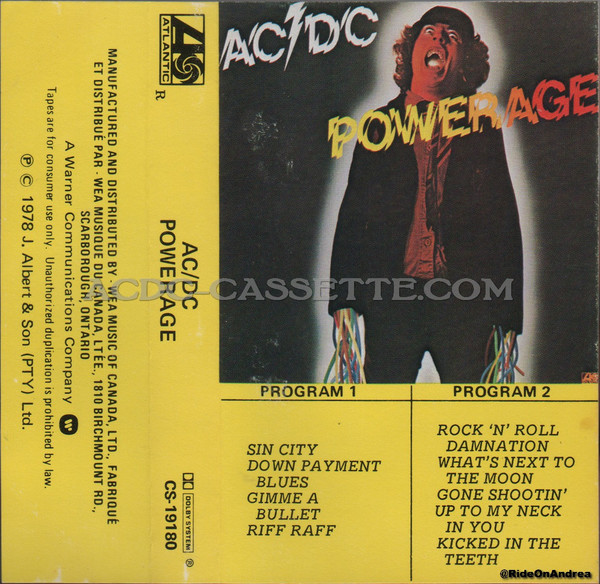 MANUFACTURED AND DISTRIBUTED BY · WEA MUSIC OF CANADA, LTD., FABRIQUÉ
ET DISTRIBUÉ PAR · WEA MUSIQUE DU CANADA, LTÉE., 1810 BIRCHMOUNT RD.,
SCARBOROUGH, ONTARIO
A Warner Communications Company
Tapes are for consumer use only. Unauthorized duplication is prohibited by law.
Ⓟ © 1978 J. Albert & Son (PTY) Ltd.
ATLANTIC
R
AC/DC
POWERAGE
DOLBY SYSTEM
®
CS-19180
AC/DC
POWERAGE
ACDC-CASSETTE.COM
PROGRAM 1
SIN CITY
DOWN PAYMENT
BLUES
GIMME A
BULLET
RIFF RAFF
PROGRAM 2
ROCK 'N' ROLL
DAMNATION
WHAT'S NEXT TO
THE MOON
GONE SHOOTIN'
UP TO MY NECK
IN YOU
KICKED IN THE
TEETH
@RideOnAndrea